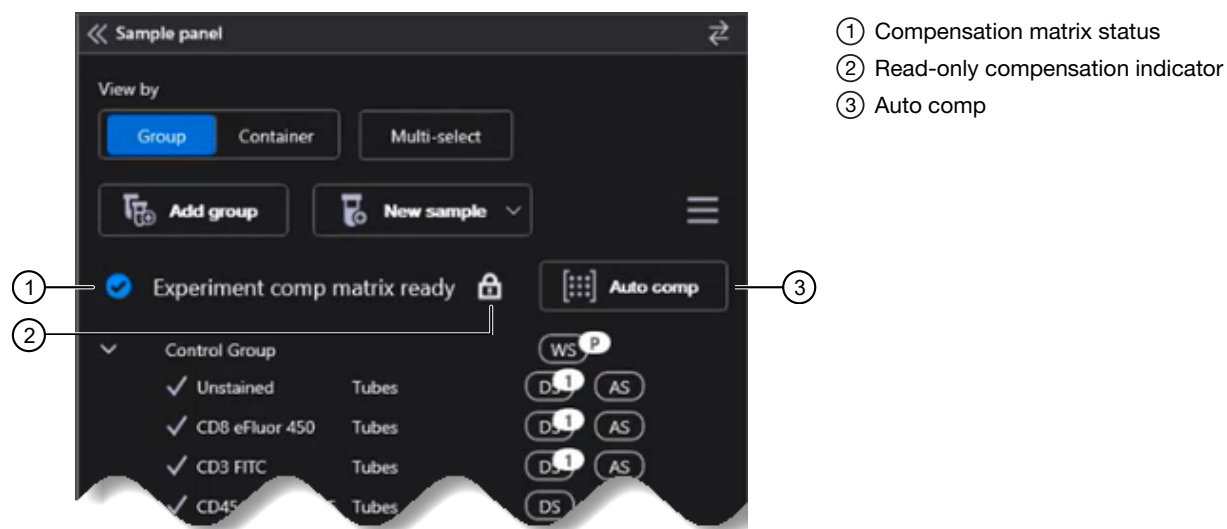 Sample panel
View by
Group Container Multi-select
Add group New sample
① Experiment comp matrix ready Auto comp ③
②
Control Group WS P
Unstained Tubes DS 1 AS
CD8 eFluor 450 Tubes DS 1 AS
CD3 FITC Tubes DS 1 AS
CD45 Tubes DS
① Compensation matrix status
② Read-only compensation indicator
③ Auto comp